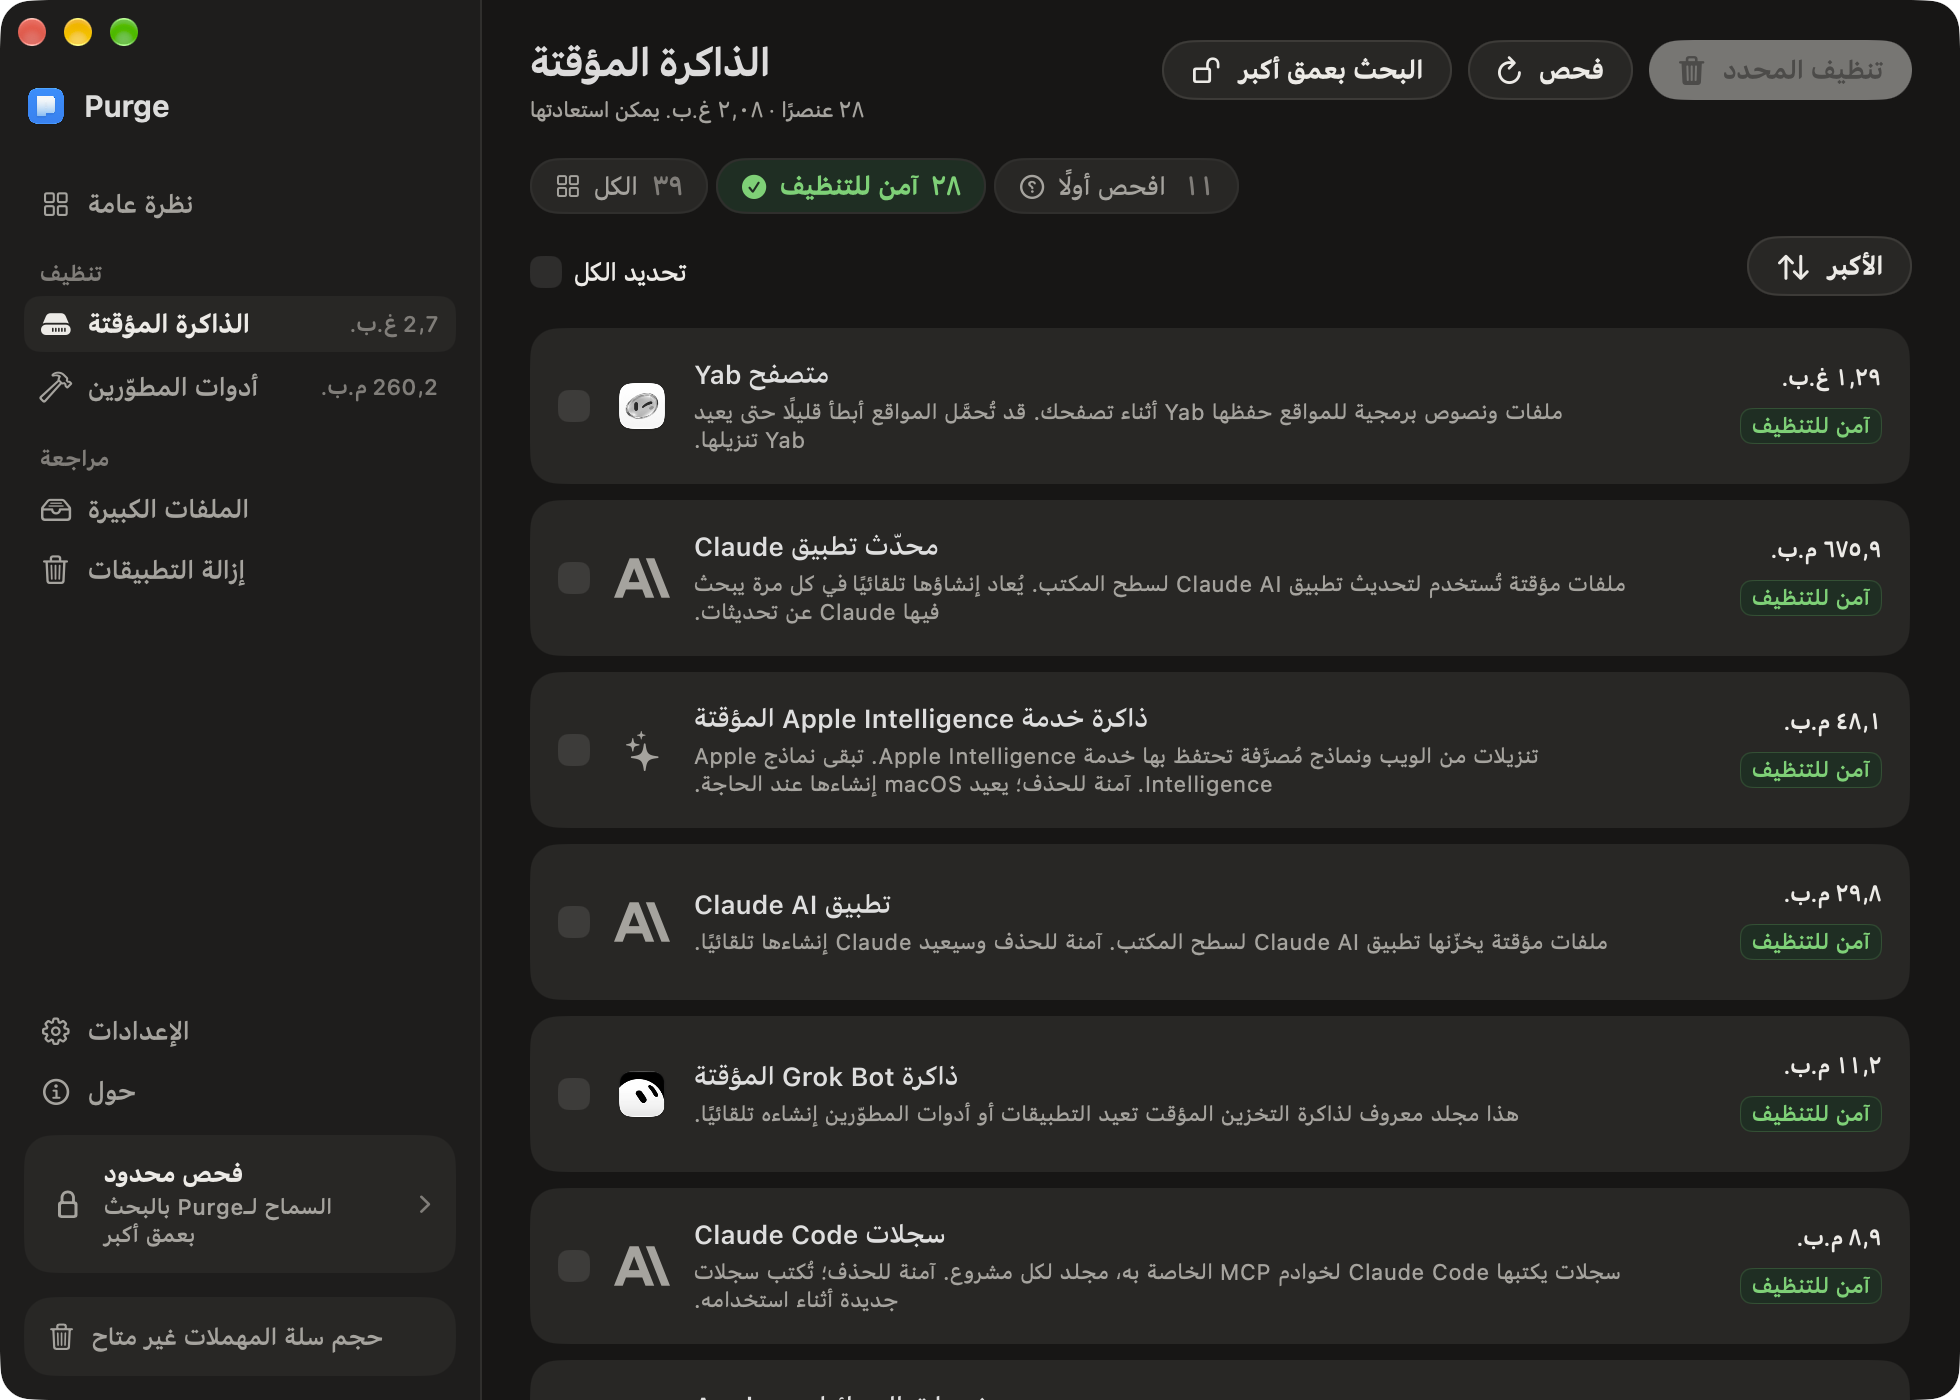 Purge
نظرة عامة
تنظيف
الذاكرة المؤقتة
2,7 غ.ب.
أدوات المطوّرين
260,2 م.ب.
مراجعة
الملفات الكبيرة
إزالة التطبيقات
الإعدادات
حول
فحص محدود
السماح لـPurge بالبحث
بعمق أكبر
حجم سلة المهملات غير متاح
الذاكرة المؤقتة
٢٨ عنصرًا · ٢,٠٨ غ.ب. يمكن استعادتها
البحث بعمق أكبر
فحص
تنظيف المحدد
٣٩ الكل
٢٨ آمن للتنظيف
١١ افحص أولًا
تحديد الكل
الأكبر
متصفح Yab
ملفات ونصوص برمجية للمواقع حفظها Yab أثناء تصفحك. قد تُحمَّل المواقع أبطأ قليلًا حتى يعيد
Yab تنزيلها.
١,٢٩ غ.ب.
آمن للتنظيف
محدّث تطبيق Claude
ملفات مؤقتة تُستخدم لتحديث تطبيق Claude AI لسطح المكتب. يُعاد إنشاؤها تلقائيًا في كل مرة يبحث
فيها Claude عن تحديثات.
٦٧٥,٩ م.ب.
آمن للتنظيف
ذاكرة خدمة Apple Intelligence المؤقتة
تنزيلات من الويب ونماذج مُصرَّفة تحتفظ بها خدمة Apple Intelligence. تبقى نماذج Apple
Intelligence. آمنة للحذف؛ يعيد macOS إنشاءها عند الحاجة.
٤٨,١ م.ب.
آمن للتنظيف
تطبيق Claude AI
ملفات مؤقتة يخزّنها تطبيق Claude AI لسطح المكتب. آمنة للحذف وسيعيد Claude إنشاءها تلقائيًا.
٢٩,٨ م.ب.
آمن للتنظيف
ذاكرة Grok Bot المؤقتة
هذا مجلد معروف لذاكرة التخزين المؤقت تعيد التطبيقات أو أدوات المطوّرين إنشاءه تلقائيًا.
١١,٢ م.ب.
آمن للتنظيف
سجلات Claude Code
سجلات يكتبها Claude Code لخوادم MCP الخاصة به، مجلد لكل مشروع. آمنة للحذف؛ تُكتب سجلات
جديدة أثناء استخدامه.
٨,٩ م.ب.
آمن للتنظيف